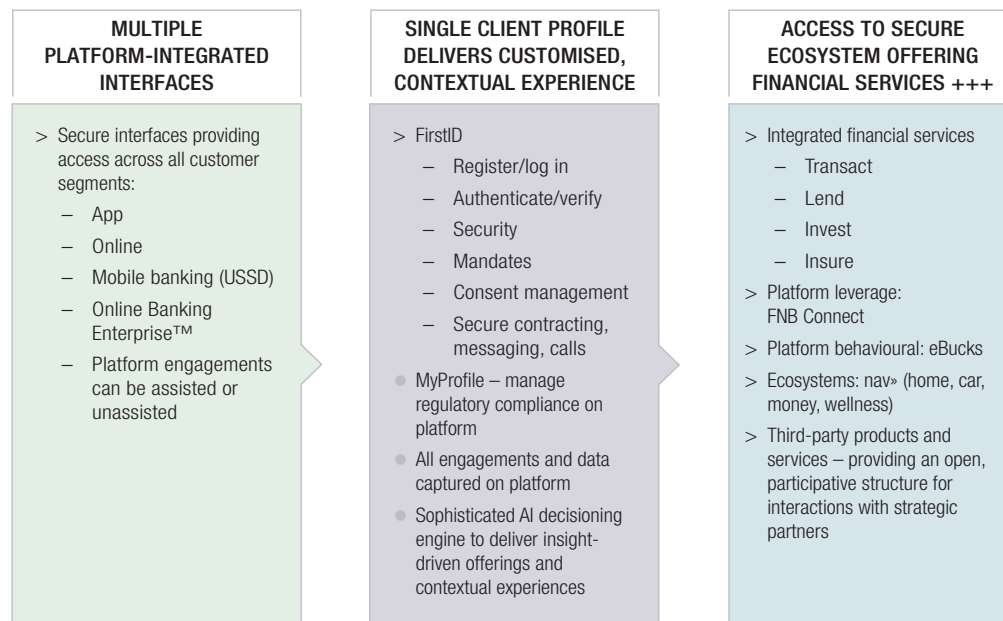 MULTIPLE
PLATFORM-INTEGRATED
INTERFACES
> Secure interfaces providing
access across all customer
segments:
– App
– Online
– Mobile banking (USSD)
– Online Banking
Enterprise™
– Platform engagements
can be assisted or
unassisted
SINGLE CLIENT PROFILE
DELIVERS CUSTOMISED,
CONTEXTUAL EXPERIENCE
> FirstID
– Register/log in
– Authenticate/verify
– Security
– Mandates
– Consent management
– Secure contracting,
messaging, calls
● MyProfile – manage
regulatory compliance on
platform
● All engagements and data
captured on platform
● Sophisticated AI decisioning
engine to deliver insight-
driven offerings and
contextual experiences
ACCESS TO SECURE
ECOSYSTEM OFFERING
FINANCIAL SERVICES +++
> Integrated financial services
– Transact
– Lend
– Invest
– Insure
> Platform leverage:
FNB Connect
> Platform behavioural: eBucks
> Ecosystems: nav» (home, car,
money, wellness)
> Third-party products and
services – providing an open,
participative structure for
interactions with strategic
partners